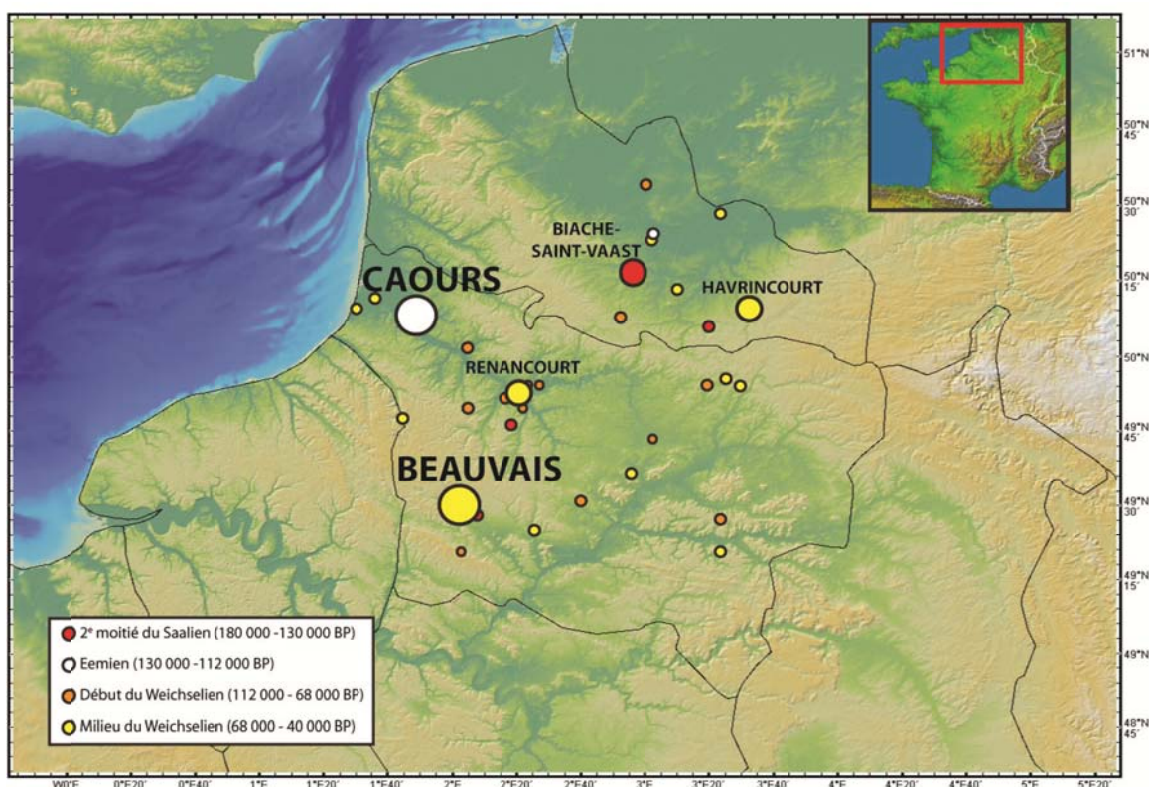 51°N
50°N
45'
50°N
30'
BIACHE-
SAINT-VAAST
50°N
15'
CAOURS
HAVRINCOURT
50°N
RENANCOURT
49°N
45'
BEAUVAIS
49°N
30'
49°N
15'
2e moitié du Saalien (180 000 -130 000 BP)
Eemien (130 000 -112 000 BP)
49°N
Début du Weichselien (112 000 - 68 000 BP)
Milieu du Weichselien (68 000 - 40 000 BP)
48°N
45'
W0°E 0°E20' 0°E40' 1°E 1°E20' 1°E40' 2°E 2°E20' 2°E40' 3°E 3°E20' 3°E40' 4°E 4°E20' 4°E40' 5°E 5°E20'